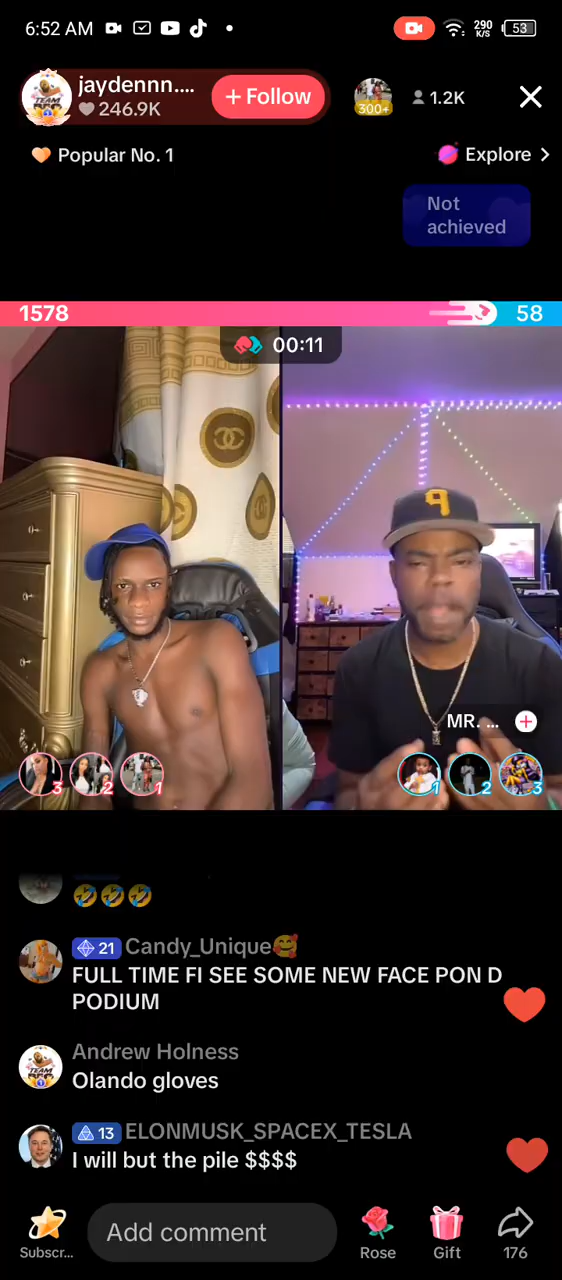 6:52 AM
290
K/S
53
jaydennn....
246.9K
+ Follow
300+
1.2K
Popular No. 1
Explore
Not
achieved
1578
58
00:11
P
MR. ...
3
2
1
1
2
3
21 Candy_Unique🥰
FULL TIME FI SEE SOME NEW FACE PON D
PODIUM
Andrew Holness
Olando gloves
13 ELONMUSK_SPACEX_TESLA
I will but the pile $$$$
Subscr...
Add comment
Rose
Gift
176